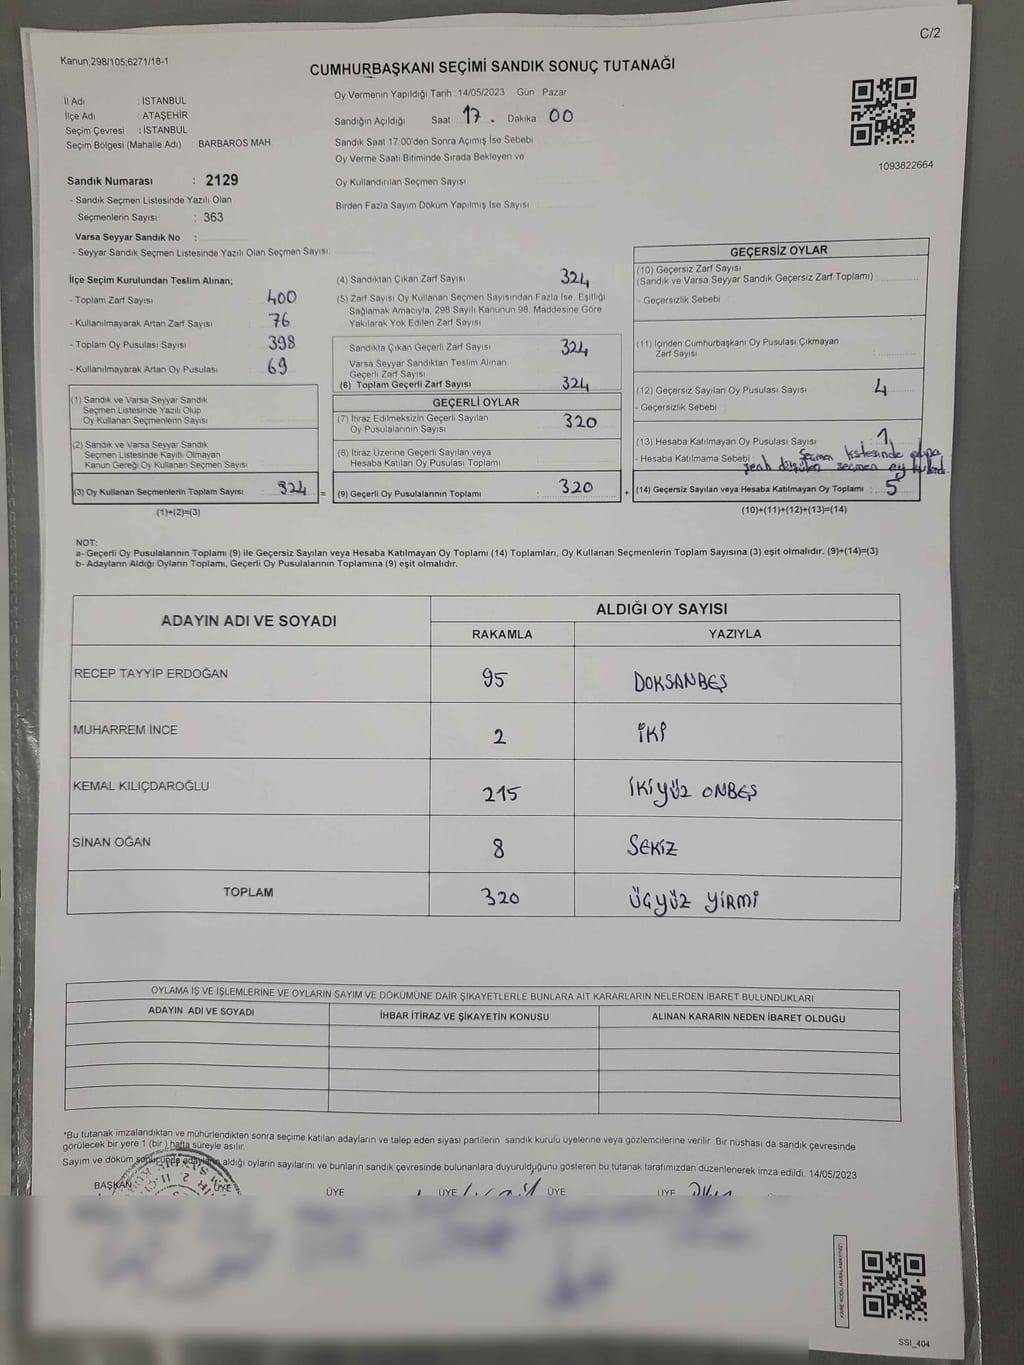 C/2
Kanun,298/105;6271/18-1
CUMHURBAŞKANI SEÇİMİ SANDIK SONUÇ TUTANAĞI
İl Adı : İSTANBUL
İlçe Adı : ATAŞEHİR
Seçim Çevresi : İSTANBUL
Seçim Bölgesi (Mahalle Adı) : BARBAROS MAH.
Oy Vermenin Yapıldığı Tarih :14/05/2023 Gün Pazar
Sandığın Açıldığı Saat 17. Dakika 00
Sandık Saat 17.00'den Sonra Açımış İse Sebebi
Oy Verme Saati Bitiminde Sırada Bekleyen ve
Oy Kullandırılan Seçmen Sayısı
Birden Fazla Sayım Döküm Yapılmış İse Sayısı
1093822664
Sandık Numarası : 2129
- Sandık Seçmen Listesinde Yazılı Olan
Seçmenlerin Sayısı : 363
Varsa Seyyar Sandık No :
- Seyyar Sandık Seçmen Listesinde Yazılı Olan Seçmen Sayısı:
İlçe Seçim Kurulundan Teslim Alınan;
- Toplam Zarf Sayısı 400
- Kullanılmayarak Artan Zarf Sayısı 76
- Toplam Oy Pusulası Sayısı 398
- Kullanılmayarak Artan Oy Pusulası 69
(1) Sandık ve Varsa Seyyar Sandık
Seçmen Listesinde Yazılı Olup
Oy Kullanan Seçmenlerin Sayısı
(2) Sandık ve Varsa Seyyar Sandık
Seçmen Listesinde Kayıtlı Olmayan
Kanun Gereği Oy Kullanan Seçmen Sayısı
(3) Oy Kullanan Seçmenlerin Toplam Sayısı : 324 =
(1)+(2)=(3)
(4) Sandıktan Çıkan Zarf Sayısı 324
(5) Zarf Sayısı Oy Kullanan Seçmen Sayısından Fazla İse, Eşitliği
Sağlamak Amacıyla, 298 Sayılı Kanunun 98. Maddesine Göre
Yakılarak Yok Edilen Zarf Sayısı
Sandıkta Çıkan Geçerli Zarf Sayısı 324
Varsa Seyyar Sandıktan Teslim Alınan
Geçerli Zarf Sayısı
(6) Toplam Geçerli Zarf Sayısı 324
GEÇERLİ OYLAR
(7) İtiraz Edilmeksizin Geçerli Sayılan
Oy Pusulalarının Sayısı 320
(8) İtiraz Üzerine Geçerli Sayılan veya
Hesaba Katılan Oy Pusulası Toplamı
(9) Geçerli Oy Pusulalarının Toplamı : 320 +
GEÇERSİZ OYLAR
(10) Geçersiz Zarf Sayısı
(Sandık ve Varsa Seyyar Sandık Geçersiz Zarf Toplamı) :
- Geçersizlik Sebebi :
(11) İçinden Cumhurbaşkanı Oy Pusulası Çıkmayan
Zarf Sayısı :
(12) Geçersiz Sayılan Oy Pusulası Sayısı : 4
- Geçersizlik Sebebi :
(13) Hesaba Katılmayan Oy Pusulası Sayısı : 1
- Hesaba Katılmama Sebebi : Seçmen listesinde
şerh düşülen seçmen oy
(14) Geçersiz Sayılan veya Hesaba Katılmayan Oy Toplamı : 5
(10)+(11)+(12)+(13)=(14)
NOT:
a- Geçerli Oy Pusulalarının Toplamı (9) ile Geçersiz Sayılan veya Hesaba Katılmayan Oy Toplamı (14) Toplamları, Oy Kullanan Seçmenlerin Toplam Sayısına (3) eşit olmalıdır. (9)+(14)=(3)
b- Adayların Aldığı Oyların Toplamı, Geçerli Oy Pusulalarının Toplamına (9) eşit olmalıdır.
ADAYIN ADI VE SOYADI ALDIĞI OY SAYISI
RAKAMLA YAZIYLA
RECEP TAYYİP ERDOĞAN 95 DOKSANBEŞ
MUHARREM İNCE 2 İKİ
KEMAL KILIÇDAROĞLU 215 İKİYÜZ ONBEŞ
SİNAN OĞAN 8 SEKİZ
TOPLAM 320 ÜÇYÜZ YİRMİ
OYLAMA İŞ VE İŞLEMLERİNE VE OYLARIN SAYIM VE DÖKÜMÜNE DAİR ŞİKAYETLERLE BUNLARA AİT KARARLARIN NELERDEN İBARET BULUNDUKLARI
ADAYIN ADI VE SOYADI İHBAR İTİRAZ VE ŞİKAYETİN KONUSU ALINAN KARARIN NEDEN İBARET OLDUĞU
*Bu tutanak imzalandıktan ve mühürlendikten sonra seçime katılan adayların ve talep eden siyasi partilerin sandık kurulu üyelerine veya gözlemcilerine verilir. Bir nüshası da sandık çevresinde
görülecek bir yere 1 (bir ) hafta süreyle asılır.
Sayım ve döküm sonucunda adayların aldığı oyların sayılarını ve bunların sandık çevresinde bulunanlara duyurulduğunu gösteren bu tutanak tarafımızdan düzenlenerek imza edildi. 14/05/2023
BAŞKAN ÜYE ÜYE ÜYE ÜYE ÜYE
SSI_404